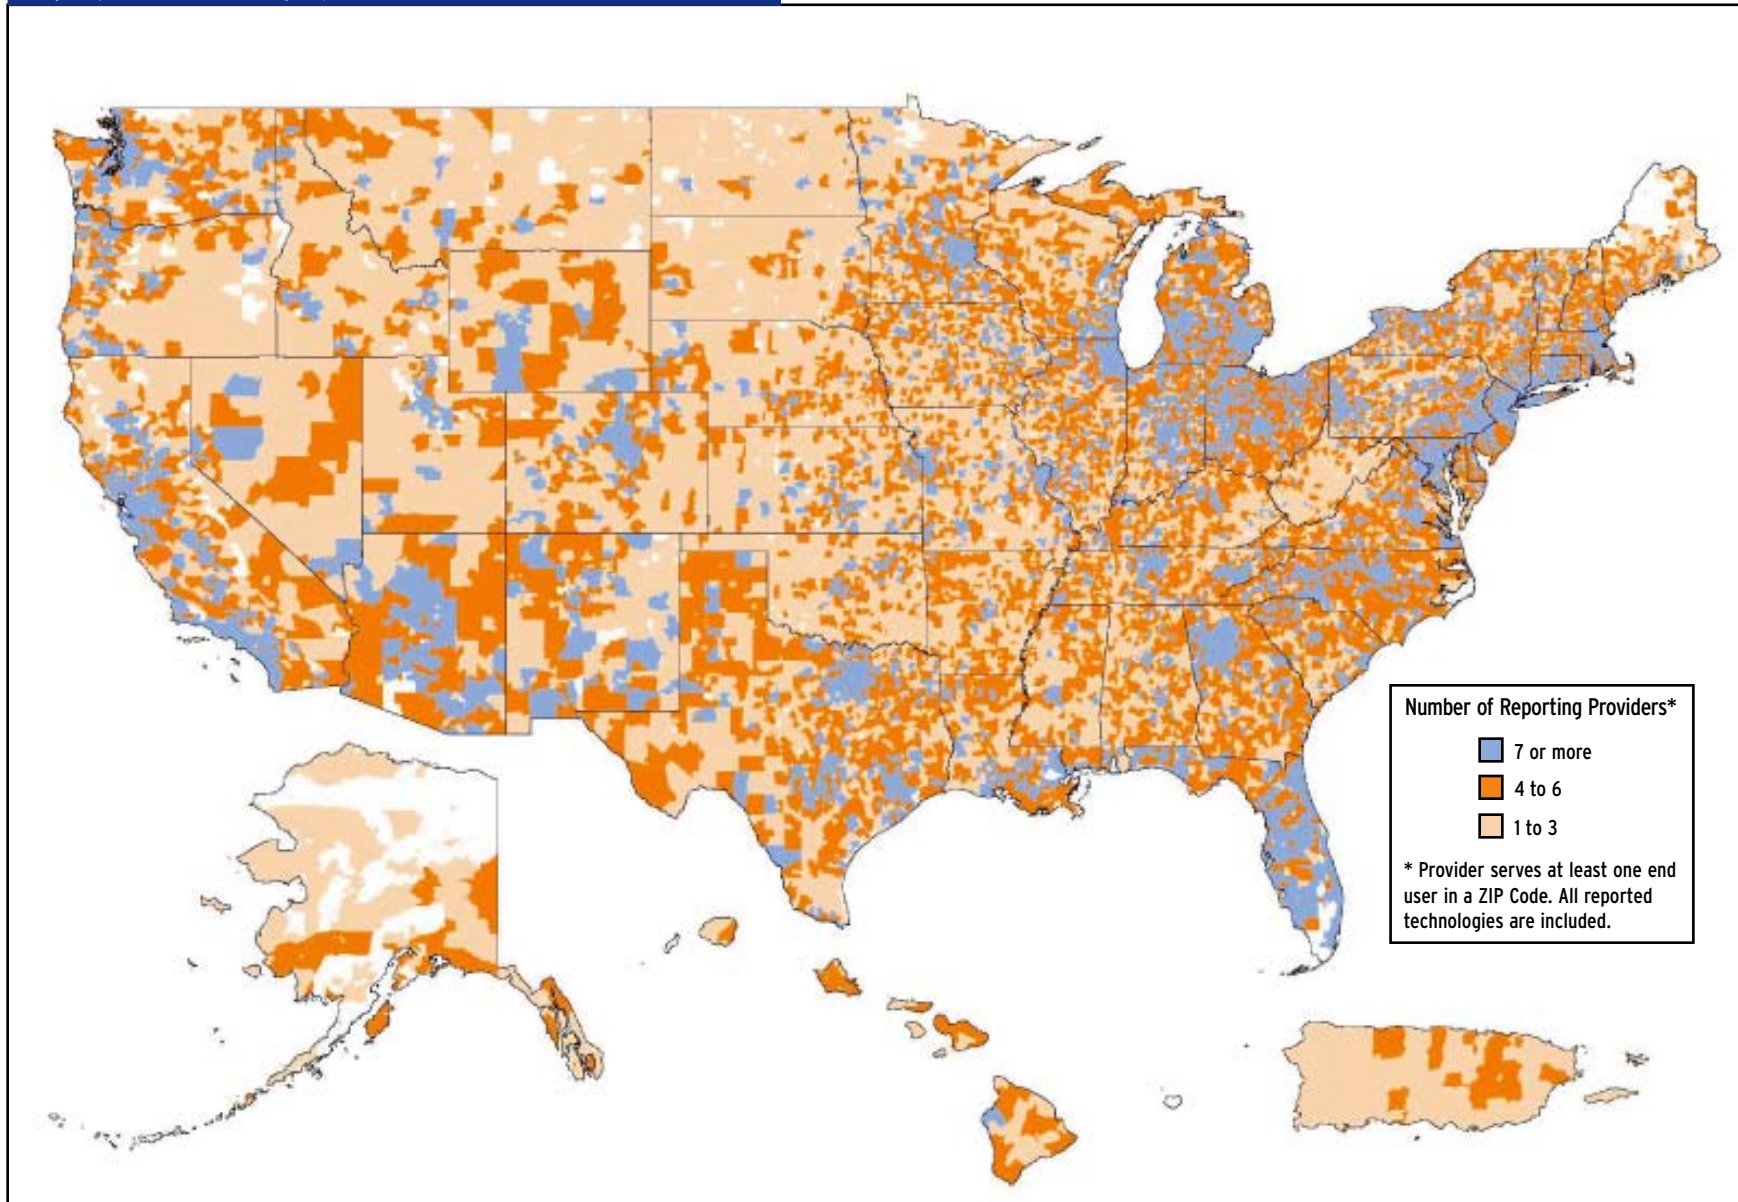 Number of Reporting Providers*
7 or more
4 to 6
1 to 3
* Provider serves at least one end
user in a ZIP Code. All reported
technologies are included.